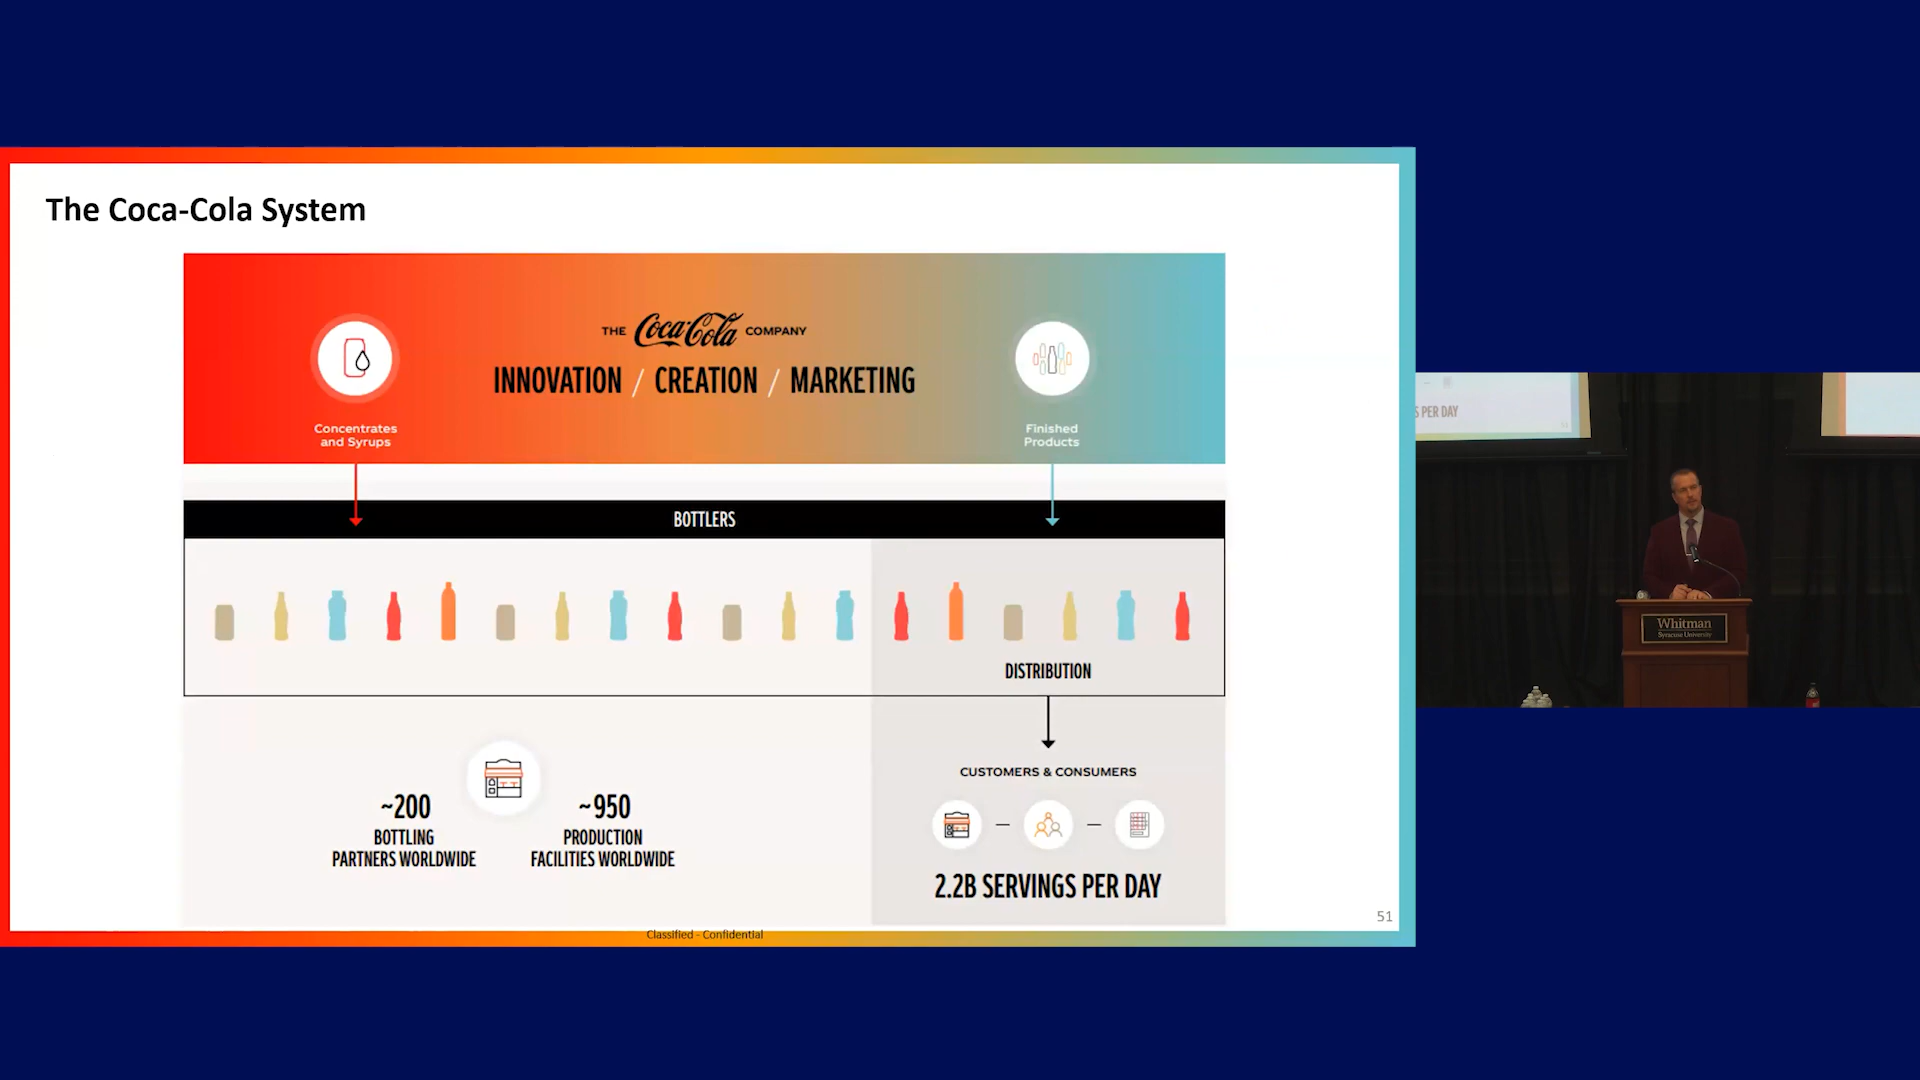 The Coca-Cola System
THE Coca-Cola COMPANY
INNOVATION / CREATION / MARKETING
Concentrates
and Syrups
Finished
Products
BOTTLERS
DISTRIBUTION
~200
BOTTLING
PARTNERS WORLDWIDE
~950
PRODUCTION
FACILITIES WORLDWIDE
CUSTOMERS & CONSUMERS
2.2B SERVINGS PER DAY
51
Classified - Confidential
S PER DAY
Whitman
Syracuse University